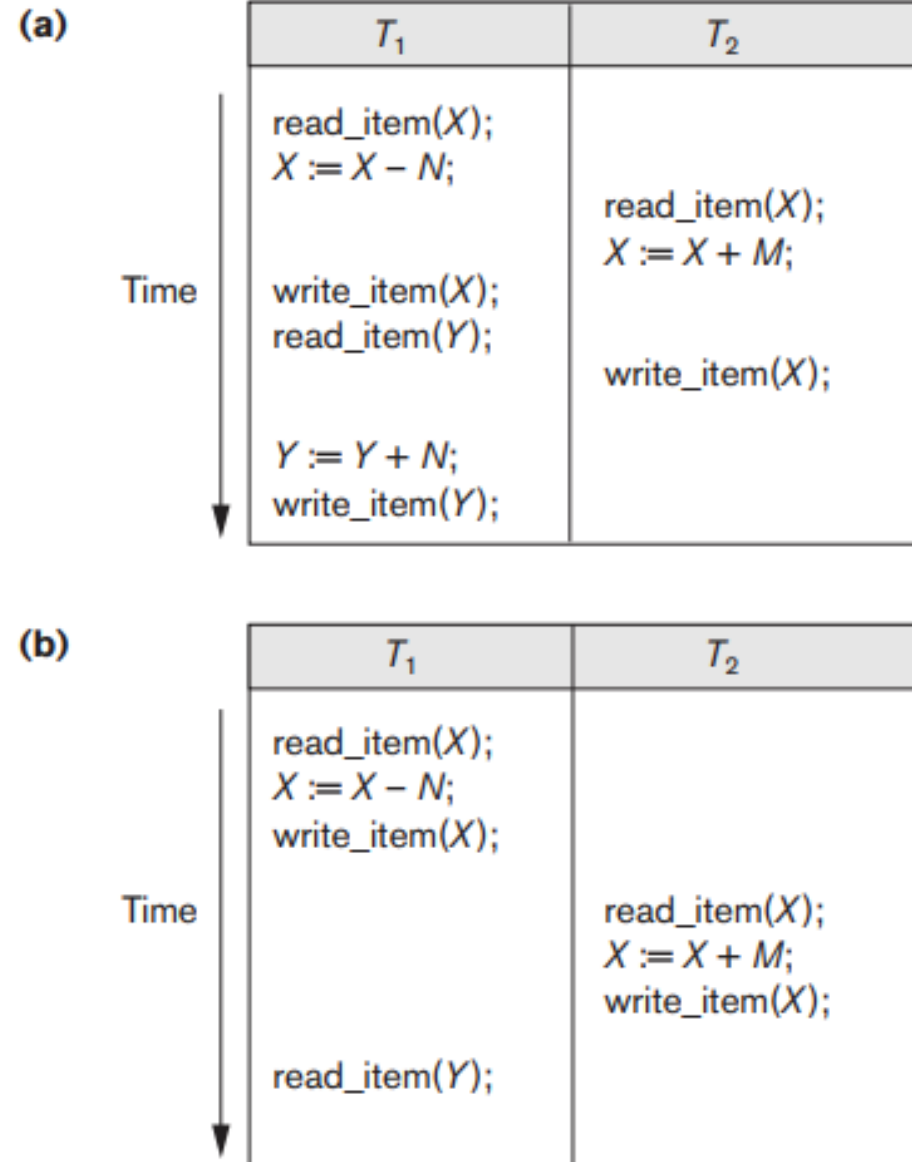 (a)
T₁ T₂
read_item(X);
X := X – N;
read_item(X);
X := X + M;
Time
write_item(X);
read_item(Y);
write_item(X);
Y := Y + N;
write_item(Y);
(b)
T₁ T₂
read_item(X);
X := X – N;
write_item(X);
Time
read_item(X);
X := X + M;
write_item(X);
read_item(Y);